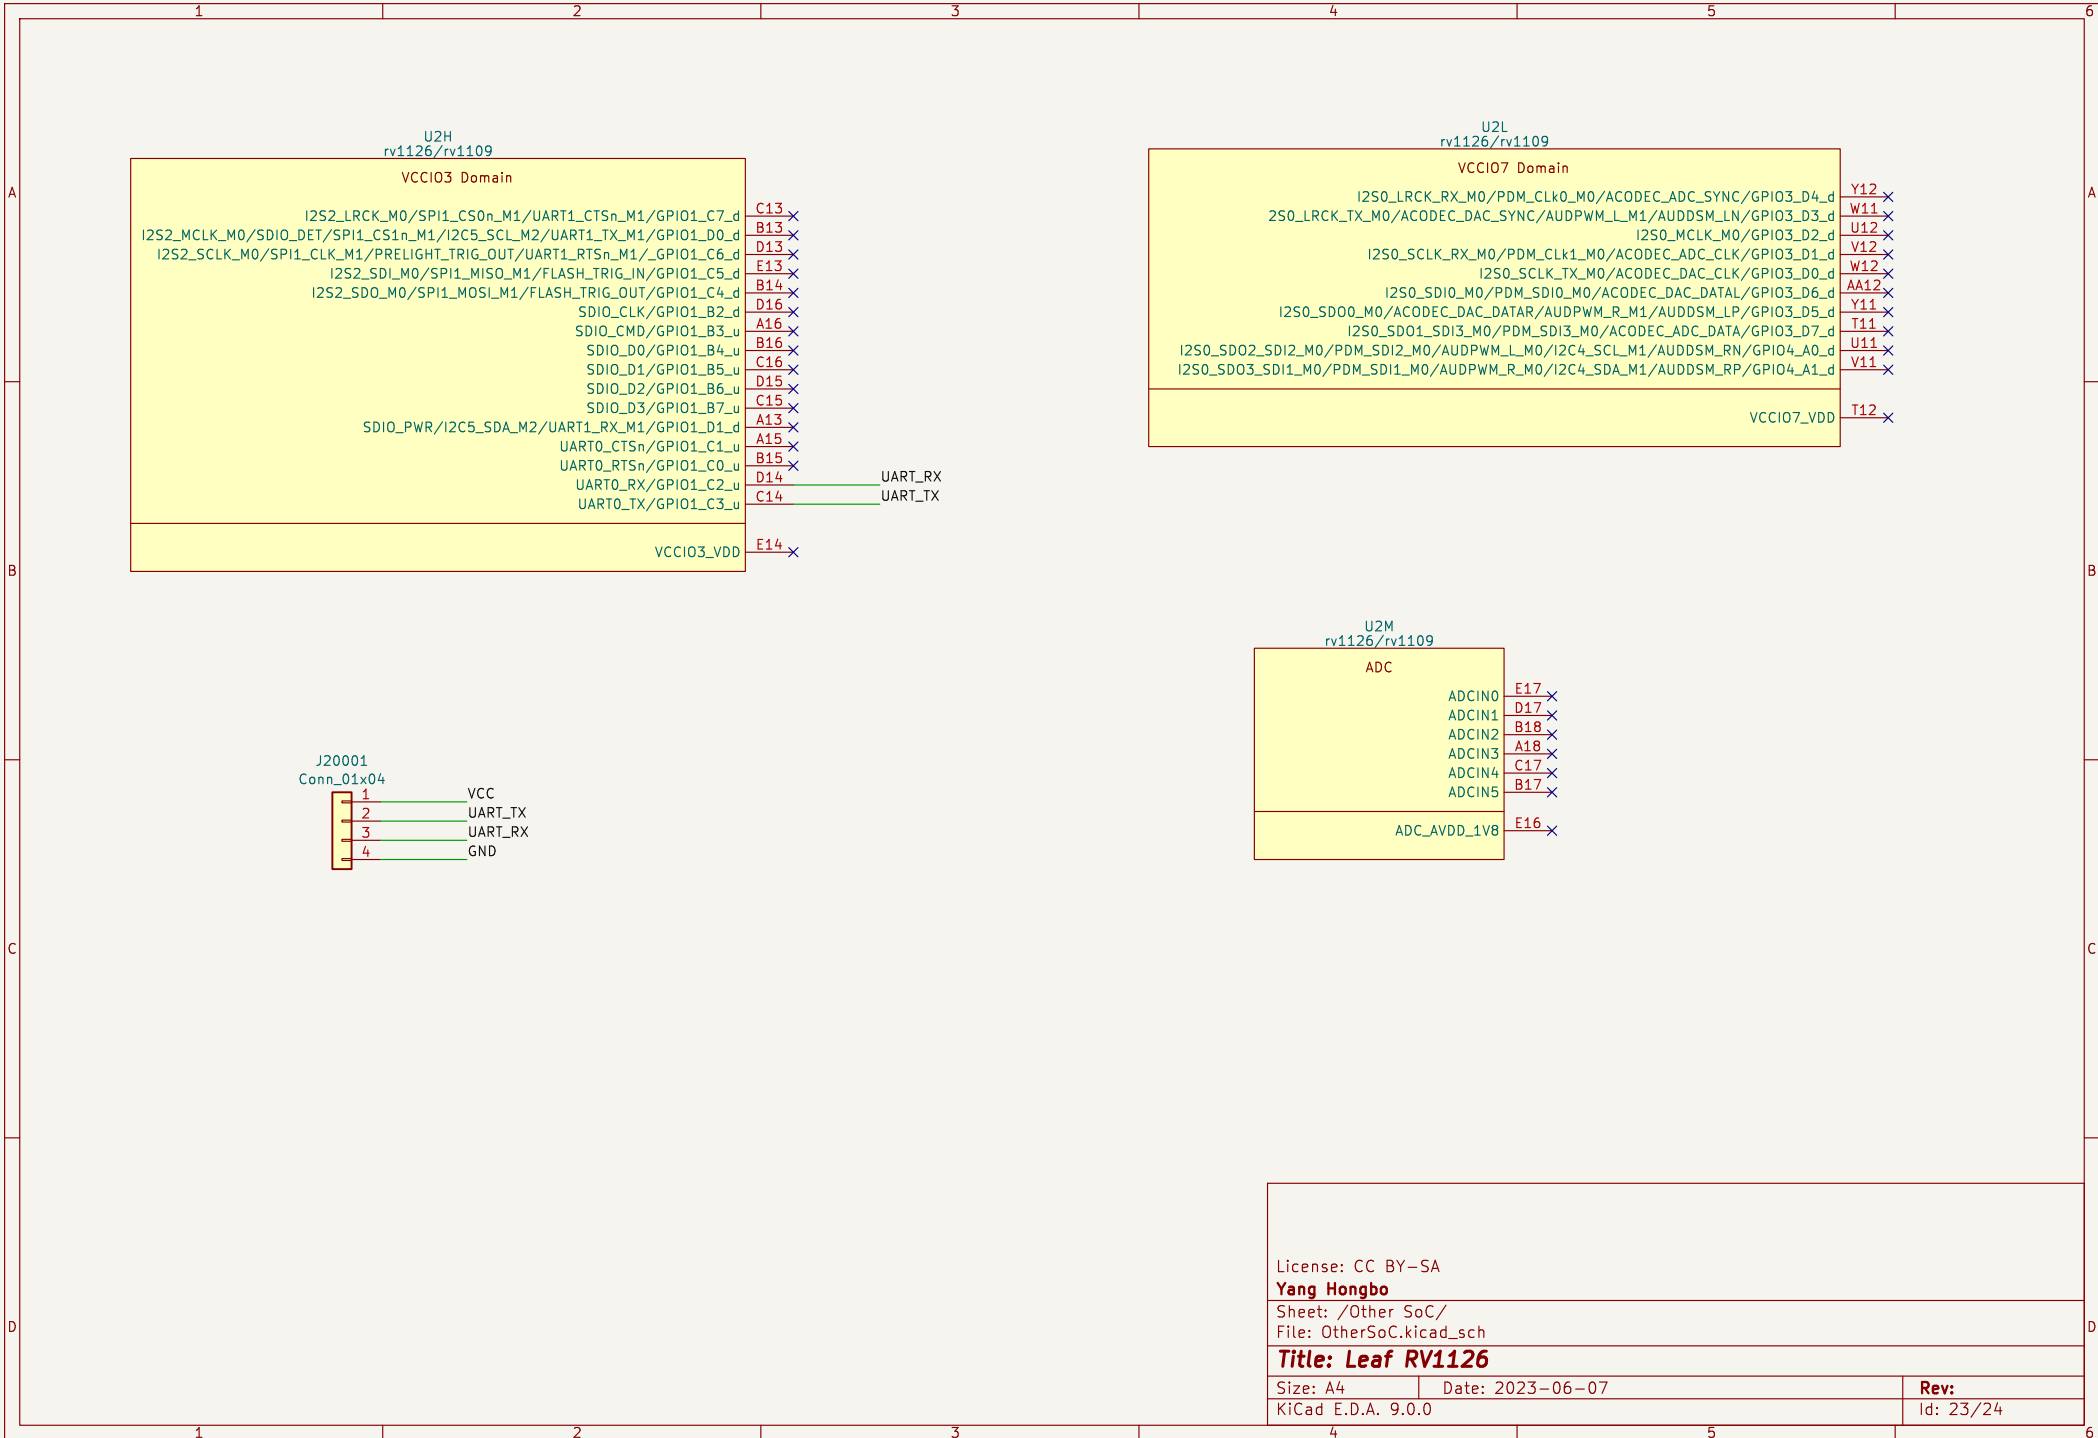 1 2 3 4 5 6
A A
B B
C C
D D
U2H
rv1126/rv1109
VCCIO3 Domain
I2S2_LRCK_M0/SPI1_CS0n_M1/UART1_CTSn_M1/GPIO1_C7_d C13
I2S2_MCLK_M0/SDIO_DET/SPI1_CS1n_M1/I2C5_SCL_M2/UART1_TX_M1/GPIO1_D0_d B13
I2S2_SCLK_M0/SPI1_CLK_M1/PRELIGHT_TRIG_OUT/UART1_RTSn_M1/_GPIO1_C6_d D13
I2S2_SDI_M0/SPI1_MISO_M1/FLASH_TRIG_IN/GPIO1_C5_d E13
I2S2_SDO_M0/SPI1_MOSI_M1/FLASH_TRIG_OUT/GPIO1_C4_d B14
SDIO_CLK/GPIO1_B2_d D16
SDIO_CMD/GPIO1_B3_u A16
SDIO_D0/GPIO1_B4_u B16
SDIO_D1/GPIO1_B5_u C16
SDIO_D2/GPIO1_B6_u D15
SDIO_D3/GPIO1_B7_u C15
SDIO_PWR/I2C5_SDA_M2/UART1_RX_M1/GPIO1_D1_d A13
UART0_CTSn/GPIO1_C1_u A15
UART0_RTSn/GPIO1_C0_u B15
UART0_RX/GPIO1_C2_u D14 UART_RX
UART0_TX/GPIO1_C3_u C14 UART_TX
VCCIO3_VDD E14
U2L
rv1126/rv1109
VCCIO7 Domain
I2S0_LRCK_RX_M0/PDM_CLk0_M0/ACODEC_ADC_SYNC/GPIO3_D4_d Y12
2S0_LRCK_TX_M0/ACODEC_DAC_SYNC/AUDPWM_L_M1/AUDDSM_LN/GPIO3_D3_d W11
I2S0_MCLK_M0/GPIO3_D2_d U12
I2S0_SCLK_RX_M0/PDM_CLk1_M0/ACODEC_ADC_CLK/GPIO3_D1_d V12
I2S0_SCLK_TX_M0/ACODEC_DAC_CLK/GPIO3_D0_d W12
I2S0_SDI0_M0/PDM_SDI0_M0/ACODEC_DAC_DATAL/GPIO3_D6_d AA12
I2S0_SDO0_M0/ACODEC_DAC_DATAR/AUDPWM_R_M1/AUDDSM_LP/GPIO3_D5_d Y11
I2S0_SDO1_SDI3_M0/PDM_SDI3_M0/ACODEC_ADC_DATA/GPIO3_D7_d T11
I2S0_SDO2_SDI2_M0/PDM_SDI2_M0/AUDPWM_L_M0/I2C4_SCL_M1/AUDDSM_RN/GPIO4_A0_d U11
I2S0_SDO3_SDI1_M0/PDM_SDI1_M0/AUDPWM_R_M0/I2C4_SDA_M1/AUDDSM_RP/GPIO4_A1_d V11
VCCIO7_VDD T12
U2M
rv1126/rv1109
ADC
ADCIN0 E17
ADCIN1 D17
ADCIN2 B18
ADCIN3 A18
ADCIN4 C17
ADCIN5 B17
ADC_AVDD_1V8 E16
J20001
Conn_01x04
1 VCC
2 UART_TX
3 UART_RX
4 GND
License: CC BY-SA
Yang Hongbo
Sheet: /Other SoC/
File: OtherSoC.kicad_sch
Title: Leaf RV1126
Size: A4 Date: 2023-06-07 Rev:
KiCad E.D.A. 9.0.0 Id: 23/24
1 2 3 4 5 6